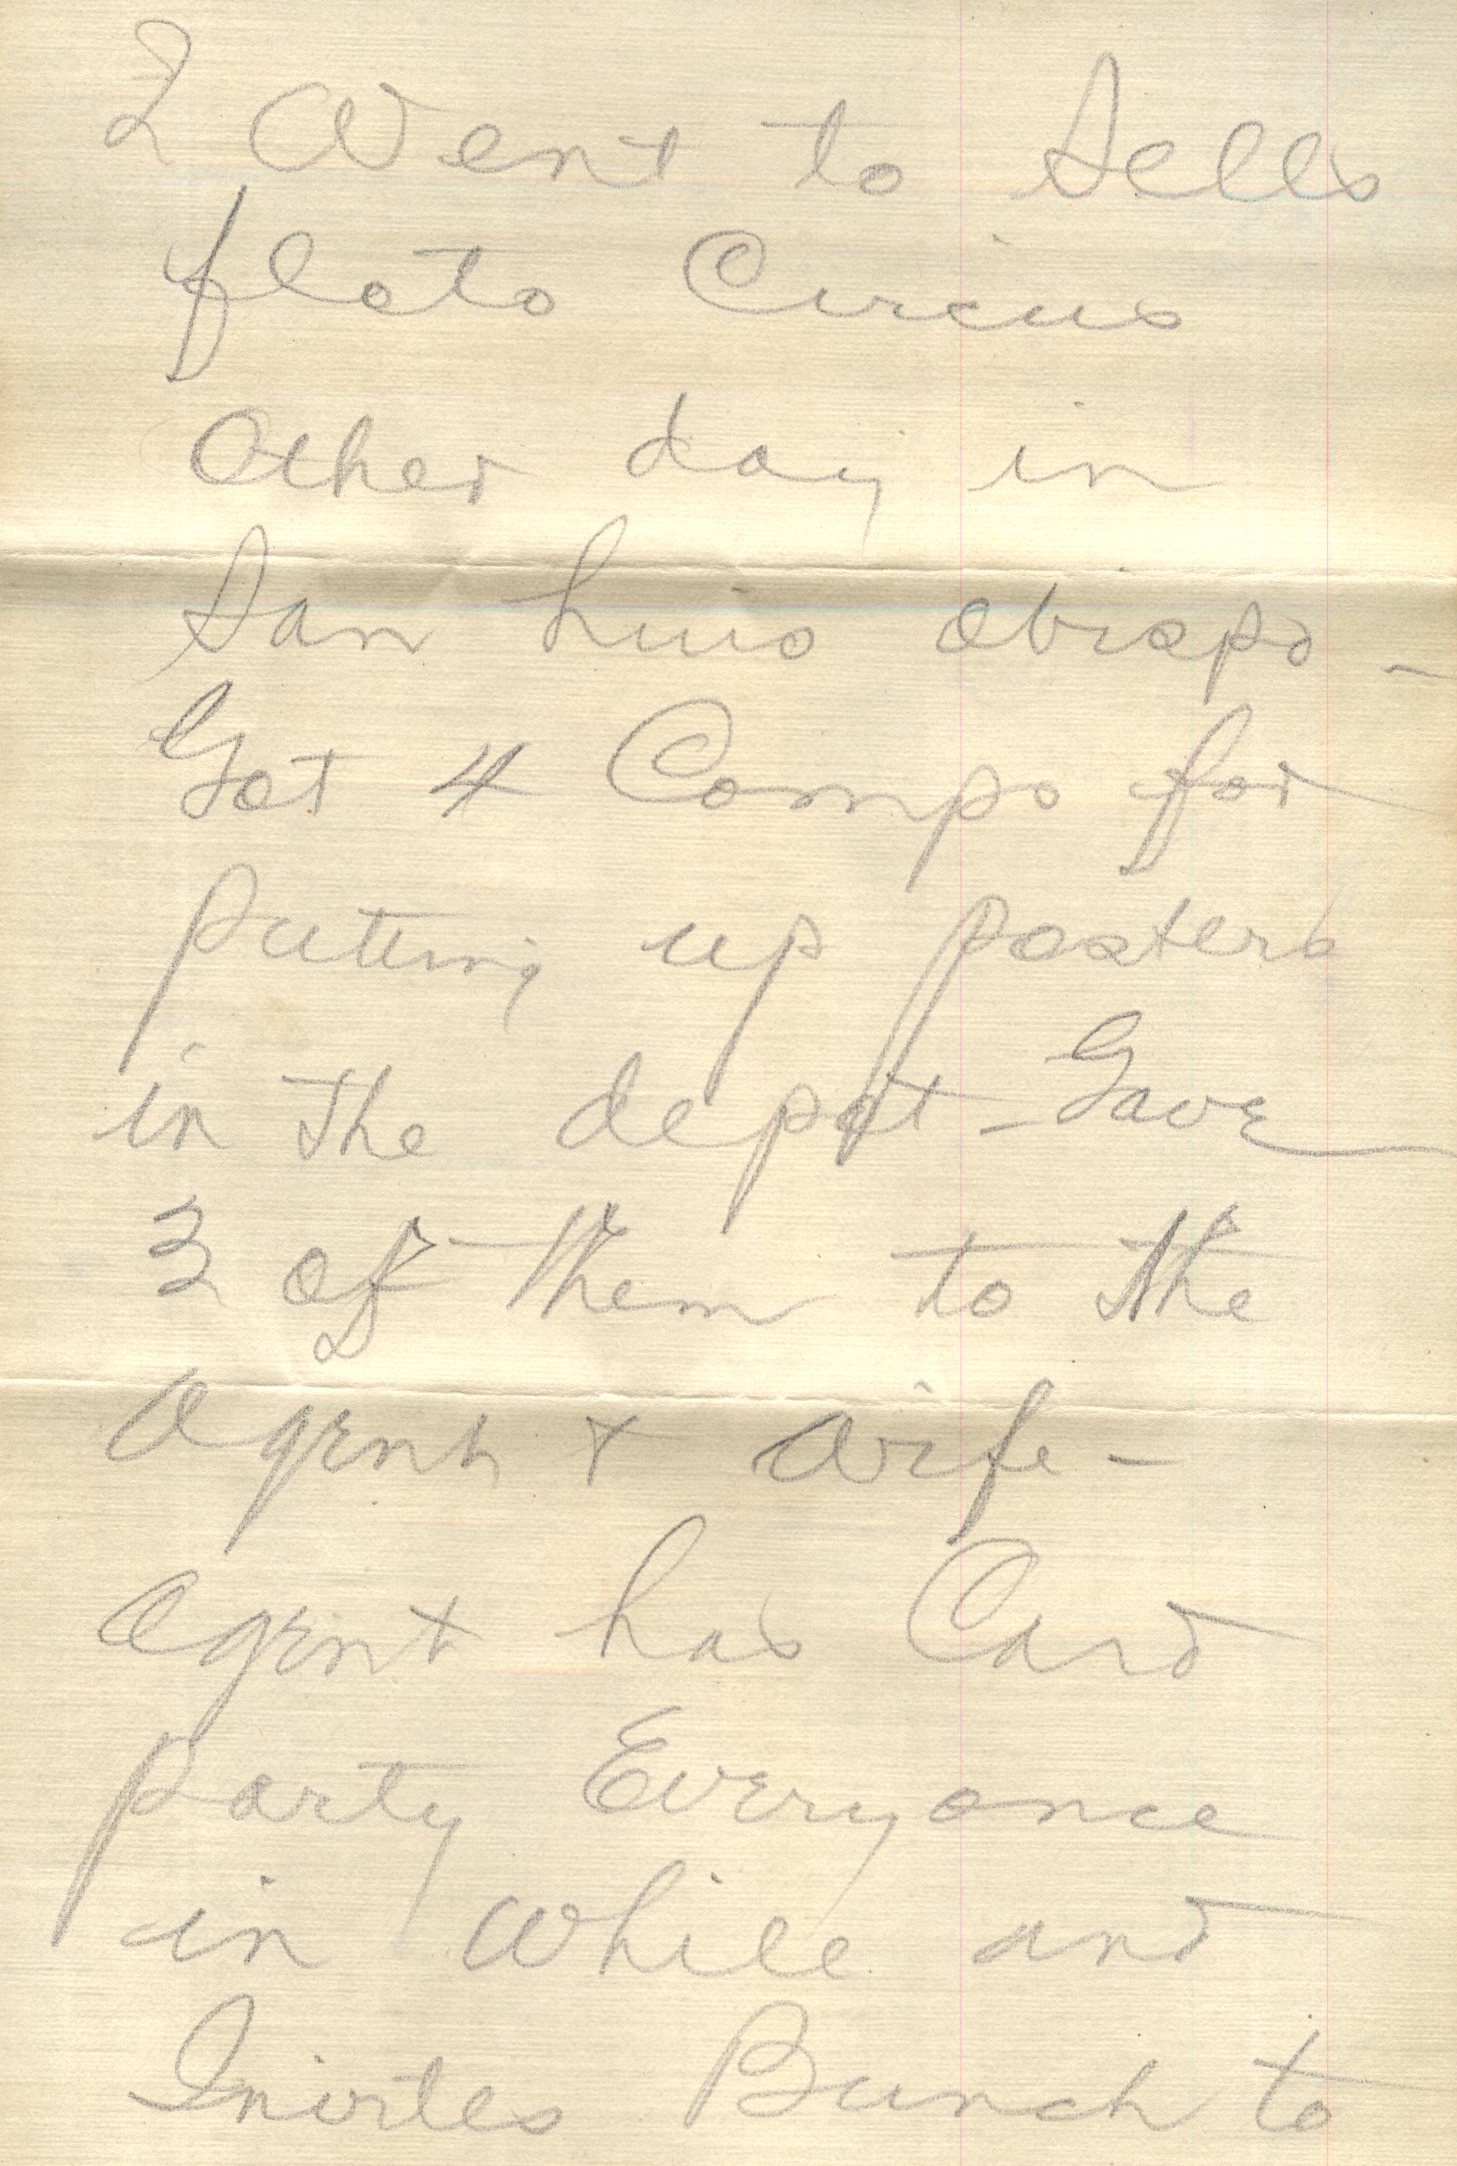 I Went to Sells
floto Circus
other day in
San Luis obispo -
Got 4 Comps for
putting up posters
in the depot - Gave
3 of them to the
agent & wife -
agent has Card
party Everyonce
in while and
Invites Bunch to